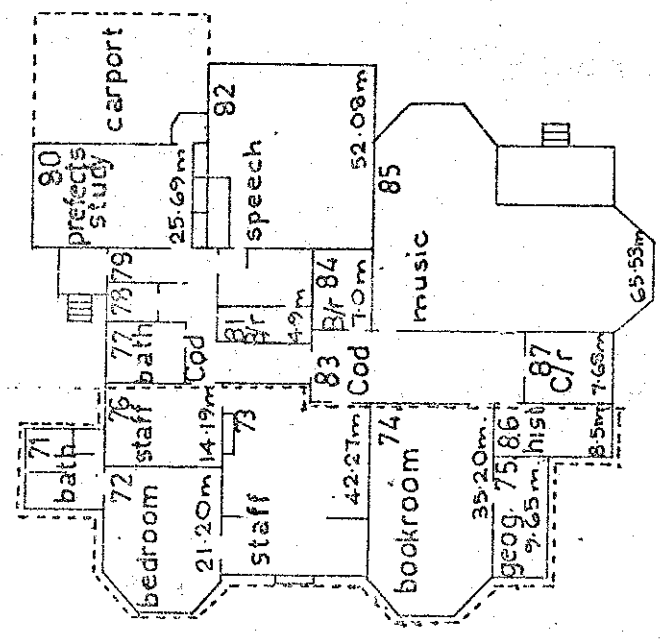 carport
80
prefects
study
25.69m
82
speech
52.08m
79
78
77
bath
Cod
81
B/r
4.9m
B/r 84
7.0m
85
music
65.53m
83
Cod
87
C/r
7.68m
71
bath
76
staff
14.19m
73
72
bedroom
21.20m
staff
42.27m
74
bookroom
35.20m
75
geog.
9.65m
86
hist
8.5m